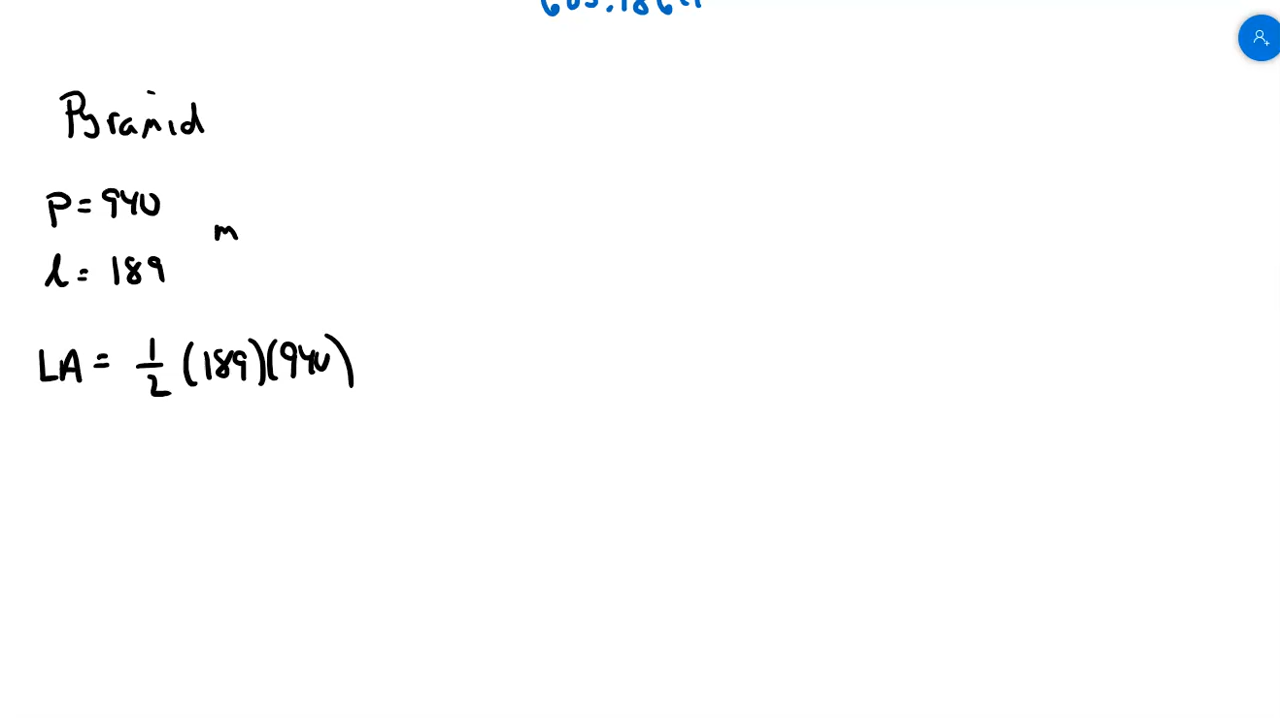 Pyramid
P = 940
m
l = 189
LA = 1/2 (189)(940)